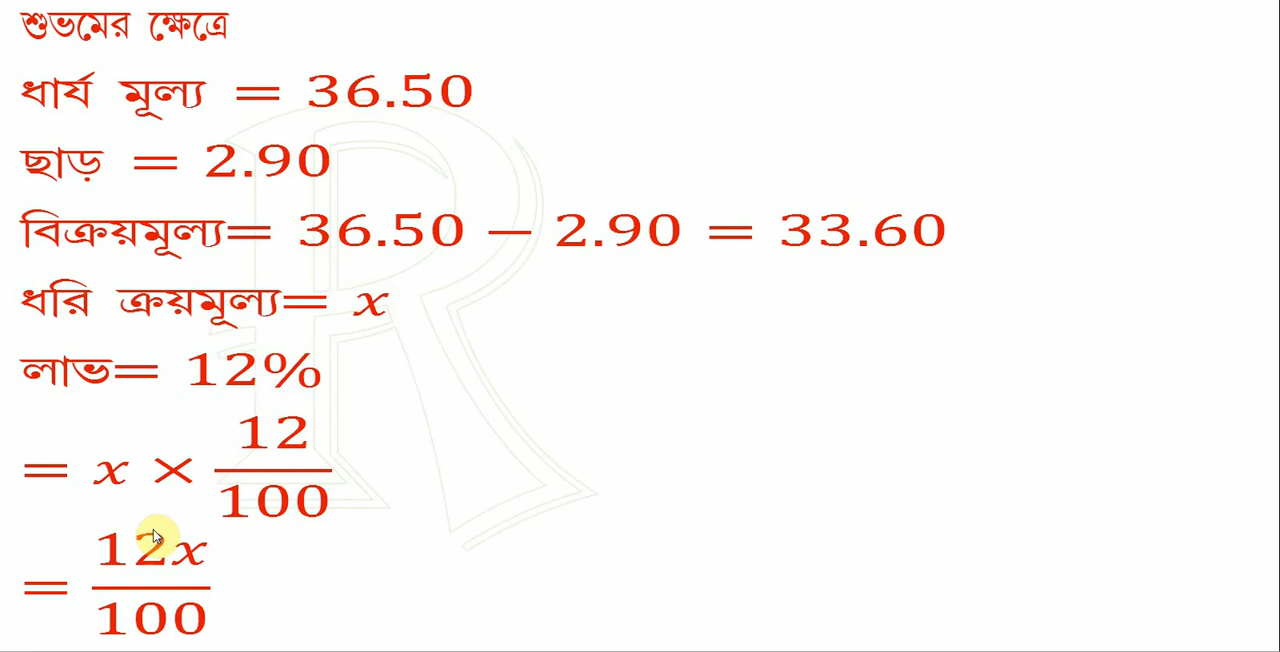 শুভমের ক্ষেত্রে
ধার্য মূল্য = 36.50
ছাড় = 2.90
বিক্রয়মূল্য= 36.50 − 2.90 = 33.60
ধরি ক্রয়মূল্য= x
লাভ= 12%
= x × 12/100
= 12x/100